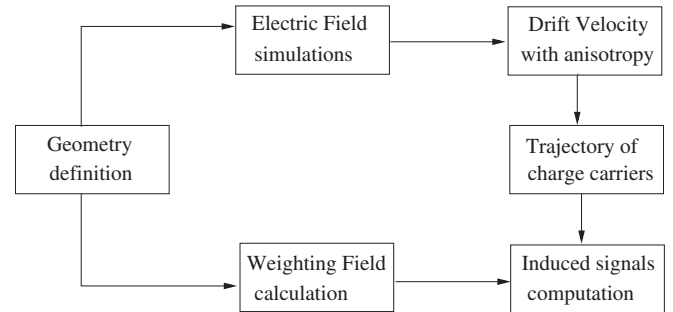 Electric Field
simulations
Drift Velocity
with anisotropy
Geometry
definition
Trajectory of
charge carriers
Weighting Field
calculation
Induced signals
computation